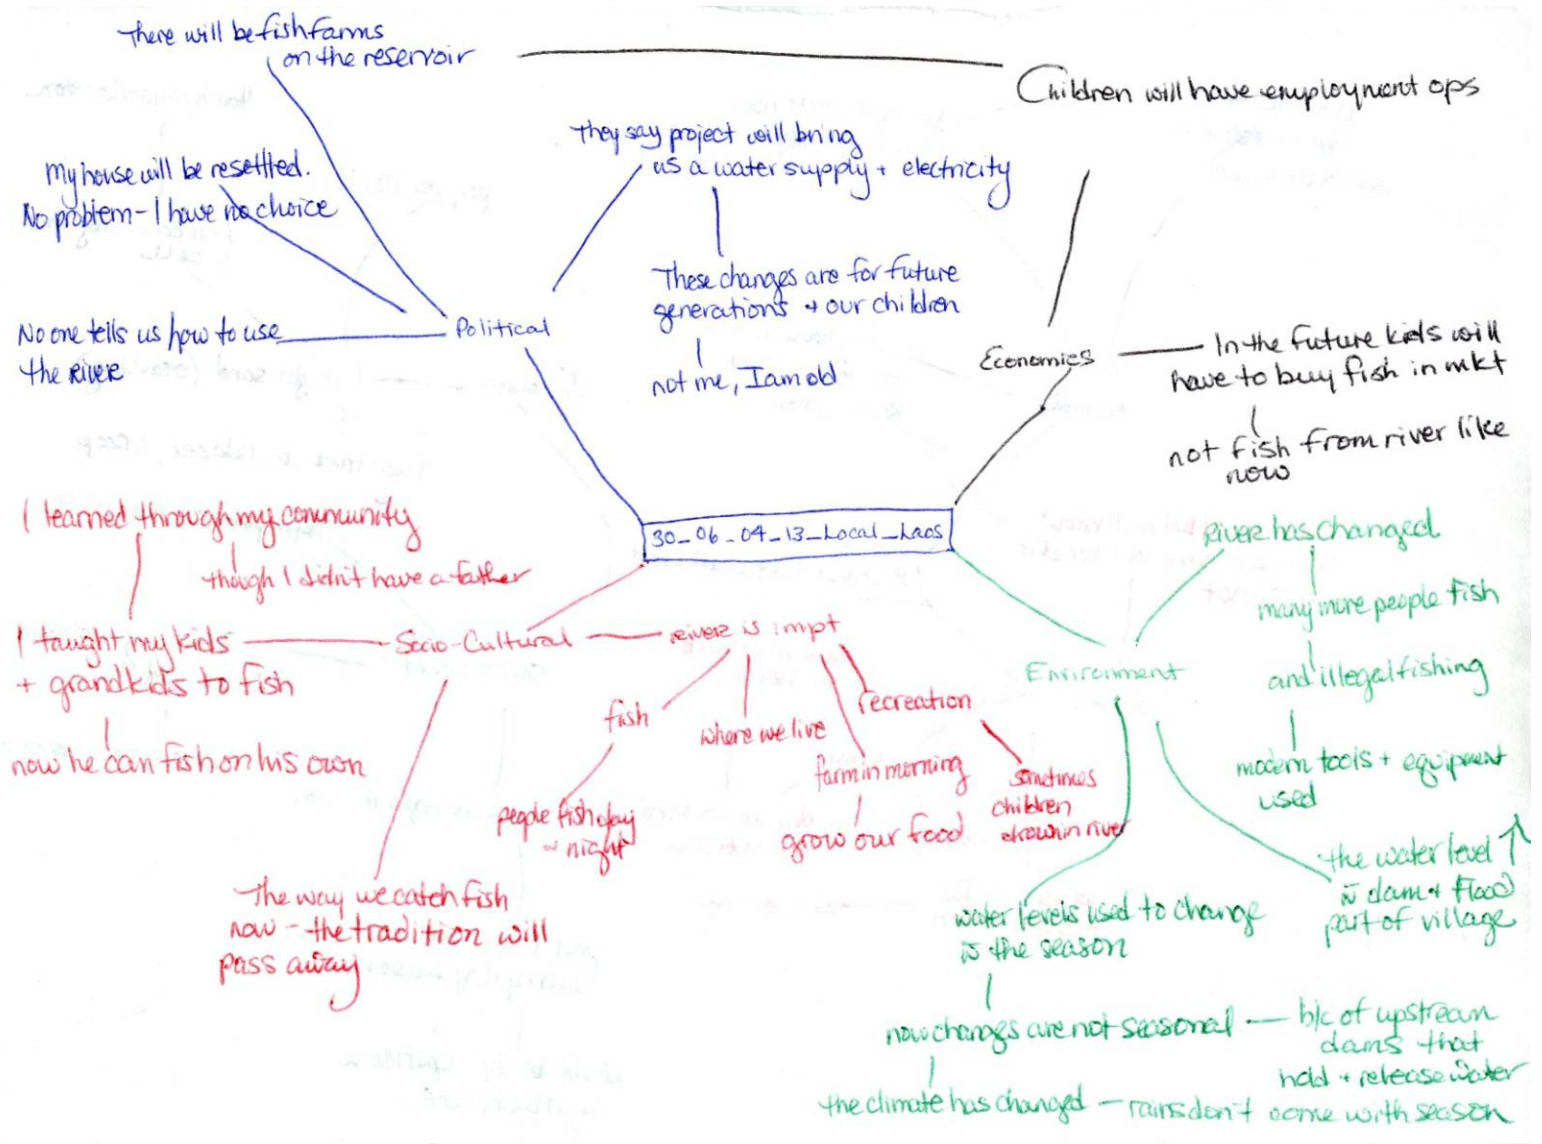 There will be fish farms
on the reservoir
Children will have employment ops
They say project will bring
us a water supply + electricity
My house will be resettled.
No problem - I have no choice
These changes are for future
generations + our children
not me, I am old
No one tells us how to use
the river
Political
Economies
In the future kids will
have to buy fish in mkt
not fish from river like
now
30_06_04_13_Local_Laos
I learned through my community
though I didn't have a father
I taught my kids
+ grandkids to fish
now he can fish on his own
Socio-Cultural
River is impt
fish
people fish day
+ night
where we live
farm in morning
grow our food
recreation
sometimes
children
drown in river
The way we catch fish
now - the tradition will
pass away
Environment
River has changed
many more people fish
and illegal fishing
modern tools + equipment
used
the water level ↑
w̄ dam + flood
part of village
water levels used to change
w̄ the season
now changes are not seasonal
b/c of upstream
dams that
hold + release water
the climate has changed
rains don't come with season